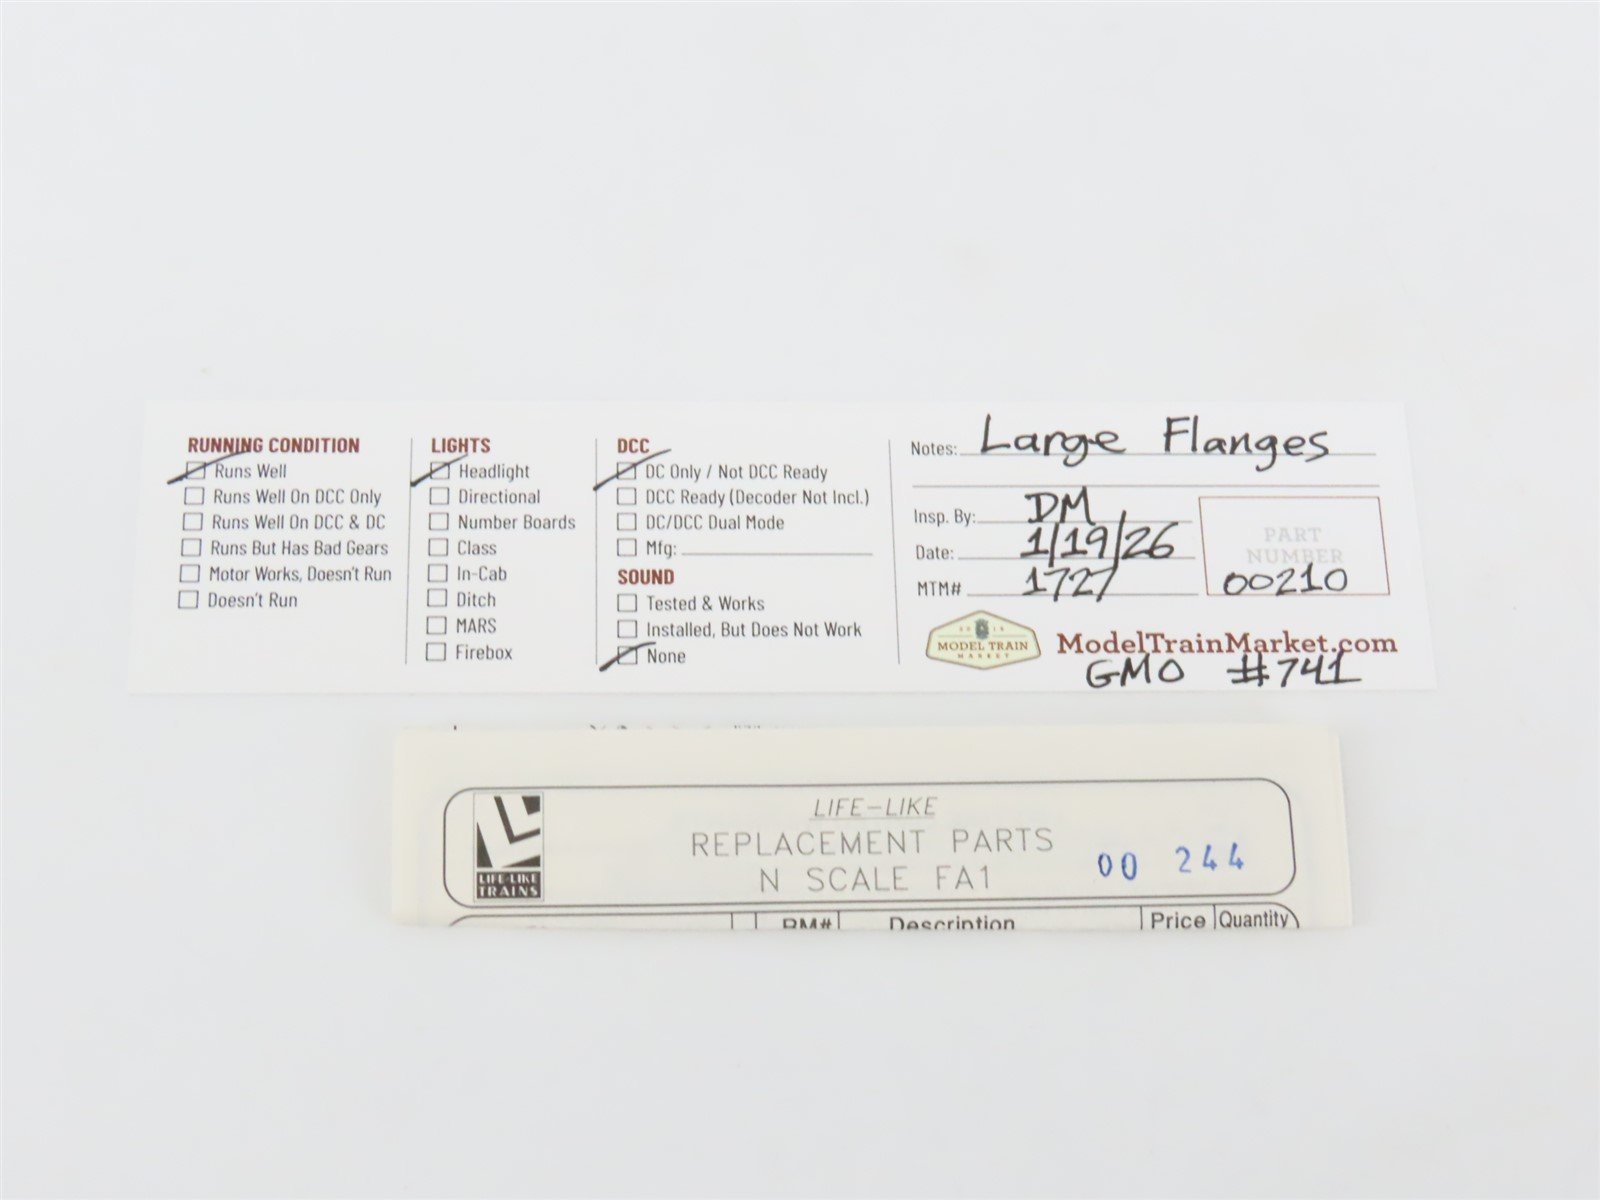 RUNNING CONDITION
Runs Well
Runs Well On DCC Only
Runs Well On DCC & DC
Runs But Has Bad Gears
Motor Works, Doesn't Run
Doesn't Run
LIGHTS
Headlight
Directional
Number Boards
Class
In-Cab
Ditch
MARS
Firebox
DCC
DC Only / Not DCC Ready
DCC Ready (Decoder Not Incl.)
DC/DCC Dual Mode
Mfg:
SOUND
Tested & Works
Installed, But Does Not Work
None
Notes: Large Flanges
Insp. By: DM
Date: 1/19/26
MTM# 1727
PART
NUMBER
00210
MODEL TRAIN
MARKET
ModelTrainMarket.com
GMO #741
LIFE-LIKE
TRAINS
LIFE-LIKE
REPLACEMENT PARTS
N SCALE FA1
00 244
RM# Description Price Quantity